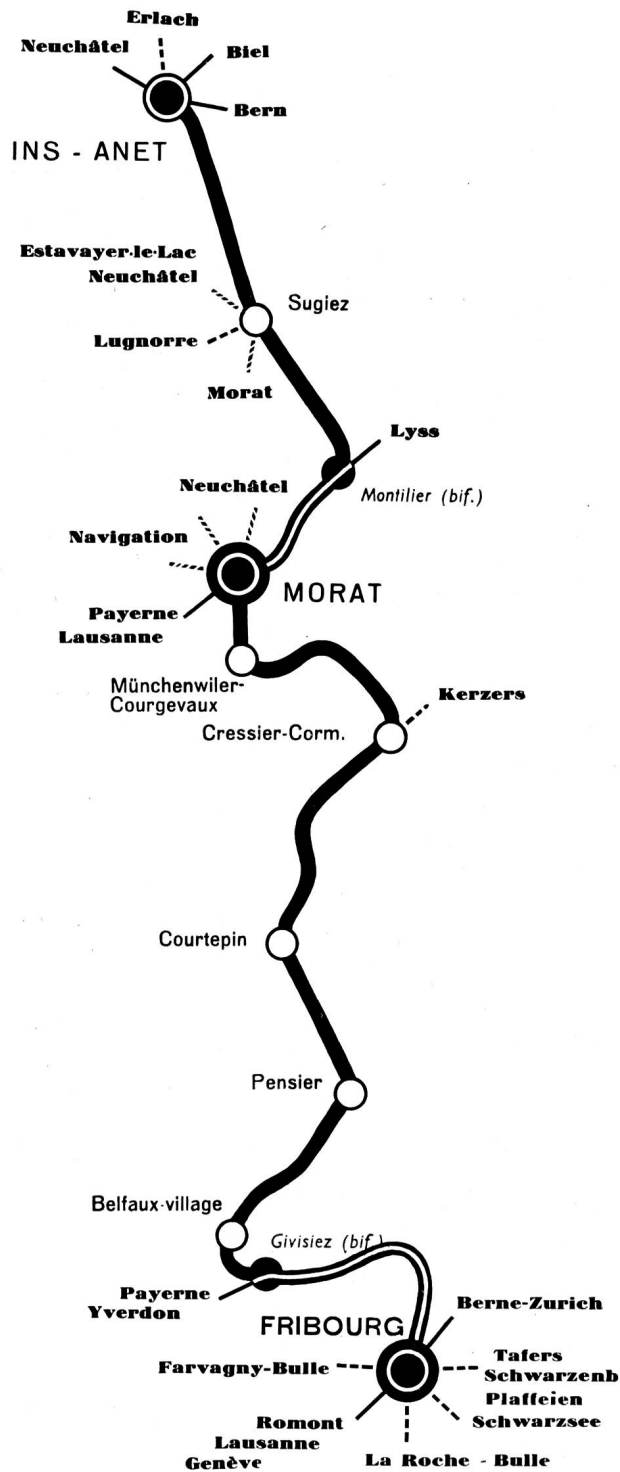 Erlach
Neuchâtel
Biel
Bern
INS - ANET
Estavayer-le-Lac
Neuchâtel
Sugiez
Lugnorre
Morat
Lyss
Neuchâtel
Montilier (bif.)
Navigation
MORAT
Payerne
Lausanne
Münchenwiler-
Courgevaux
Kerzers
Cressier-Corm.
Courtepin
Pensier
Belfaux-village
Givisiez (bif.)
Payerne
Yverdon
Berne-Zurich
FRIBOURG
Farvagny-Bulle
Tafers
Schwarzenb
Plaffeien
Schwarzsee
Romont
Lausanne
Genève
La Roche - Bulle